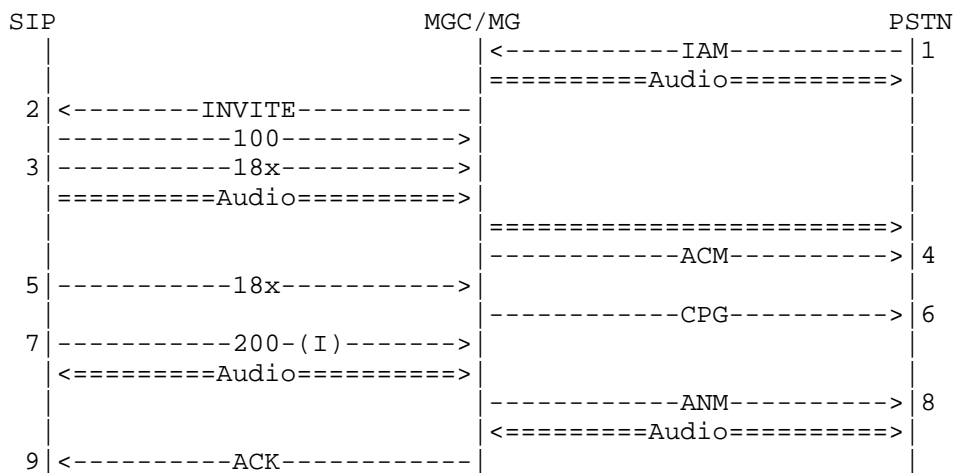 SIP MGC/MG PSTN
|<-----------IAM-----------|1
|==========Audio==========>|
2|<--------INVITE-----------|
|-----------100----------->|
3|-----------18x----------->|
|==========Audio==========>|
|=========================>|
|------------ACM---------->|4
5|-----------18x----------->|
|------------CPG---------->|6
7|-----------200-(I)------->|
|<=========Audio==========>|
|------------ANM---------->|8
|<=========Audio==========>|
9|<----------ACK------------|